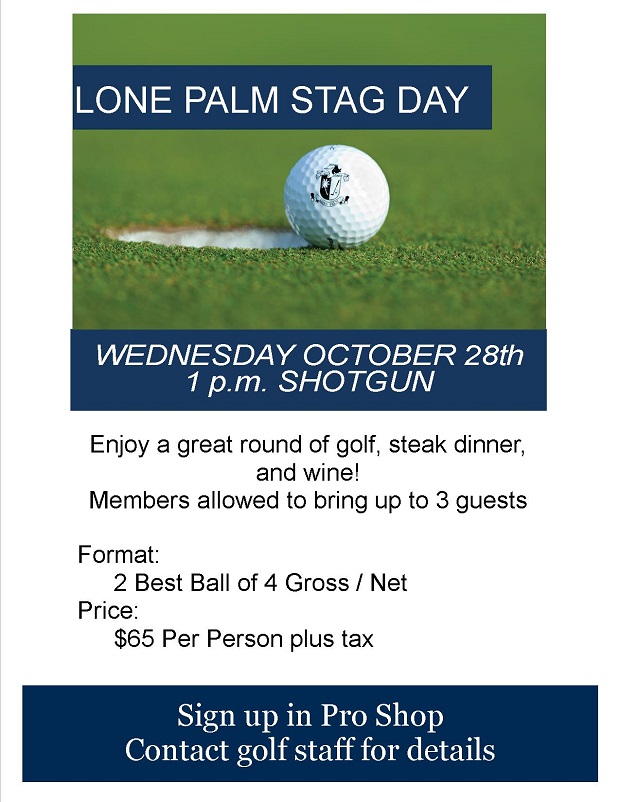 LONE PALM STAG DAY
WEDNESDAY OCTOBER 28th
1 p.m. SHOTGUN
Enjoy a great round of golf, steak dinner,
and wine!
Members allowed to bring up to 3 guests
Format:
2 Best Ball of 4 Gross / Net
Price:
$65 Per Person plus tax
Sign up in Pro Shop
Contact golf staff for details